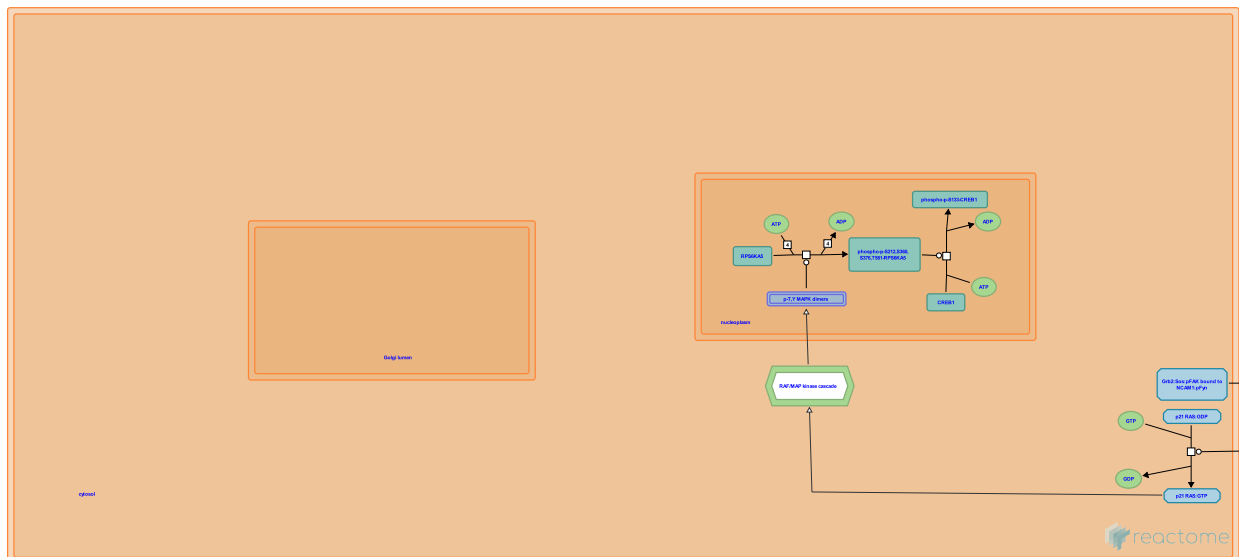 phospho-p-S133-CREB1
ATP
ADP
ADP
4
4
RPS6KA5
phospho-p-S212,S360,
S376,T581-RPS6KA5
ATP
p-T,Y MAPK dimers
CREB1
nucleoplasm
Golgi lumen
RAF/MAP kinase cascade
Grb2:Sos:pFAK bound to
NCAM1:pFyn
GTP
p21 RAS:GDP
GDP
p21 RAS:GTP
cytosol
reactome